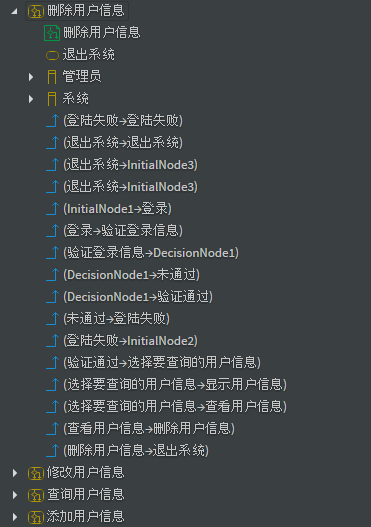 删除用户信息
删除用户信息
退出系统
管理员
系统
(登陆失败→登陆失败)
(退出系统→退出系统)
(退出系统→InitialNode3)
(退出系统→InitialNode3)
(InitialNode1→登录)
(登录→验证登录信息)
(验证登录信息→DecisionNode1)
(DecisionNode1→未通过)
(DecisionNode1→验证通过)
(未通过→登陆失败)
(登陆失败→InitialNode2)
(验证通过→选择要查询的用户信息)
(选择要查询的用户信息→显示用户信息)
(选择要查询的用户信息→查看用户信息)
(查看用户信息→删除用户信息)
(删除用户信息→退出系统)
修改用户信息
查询用户信息
添加用户信息